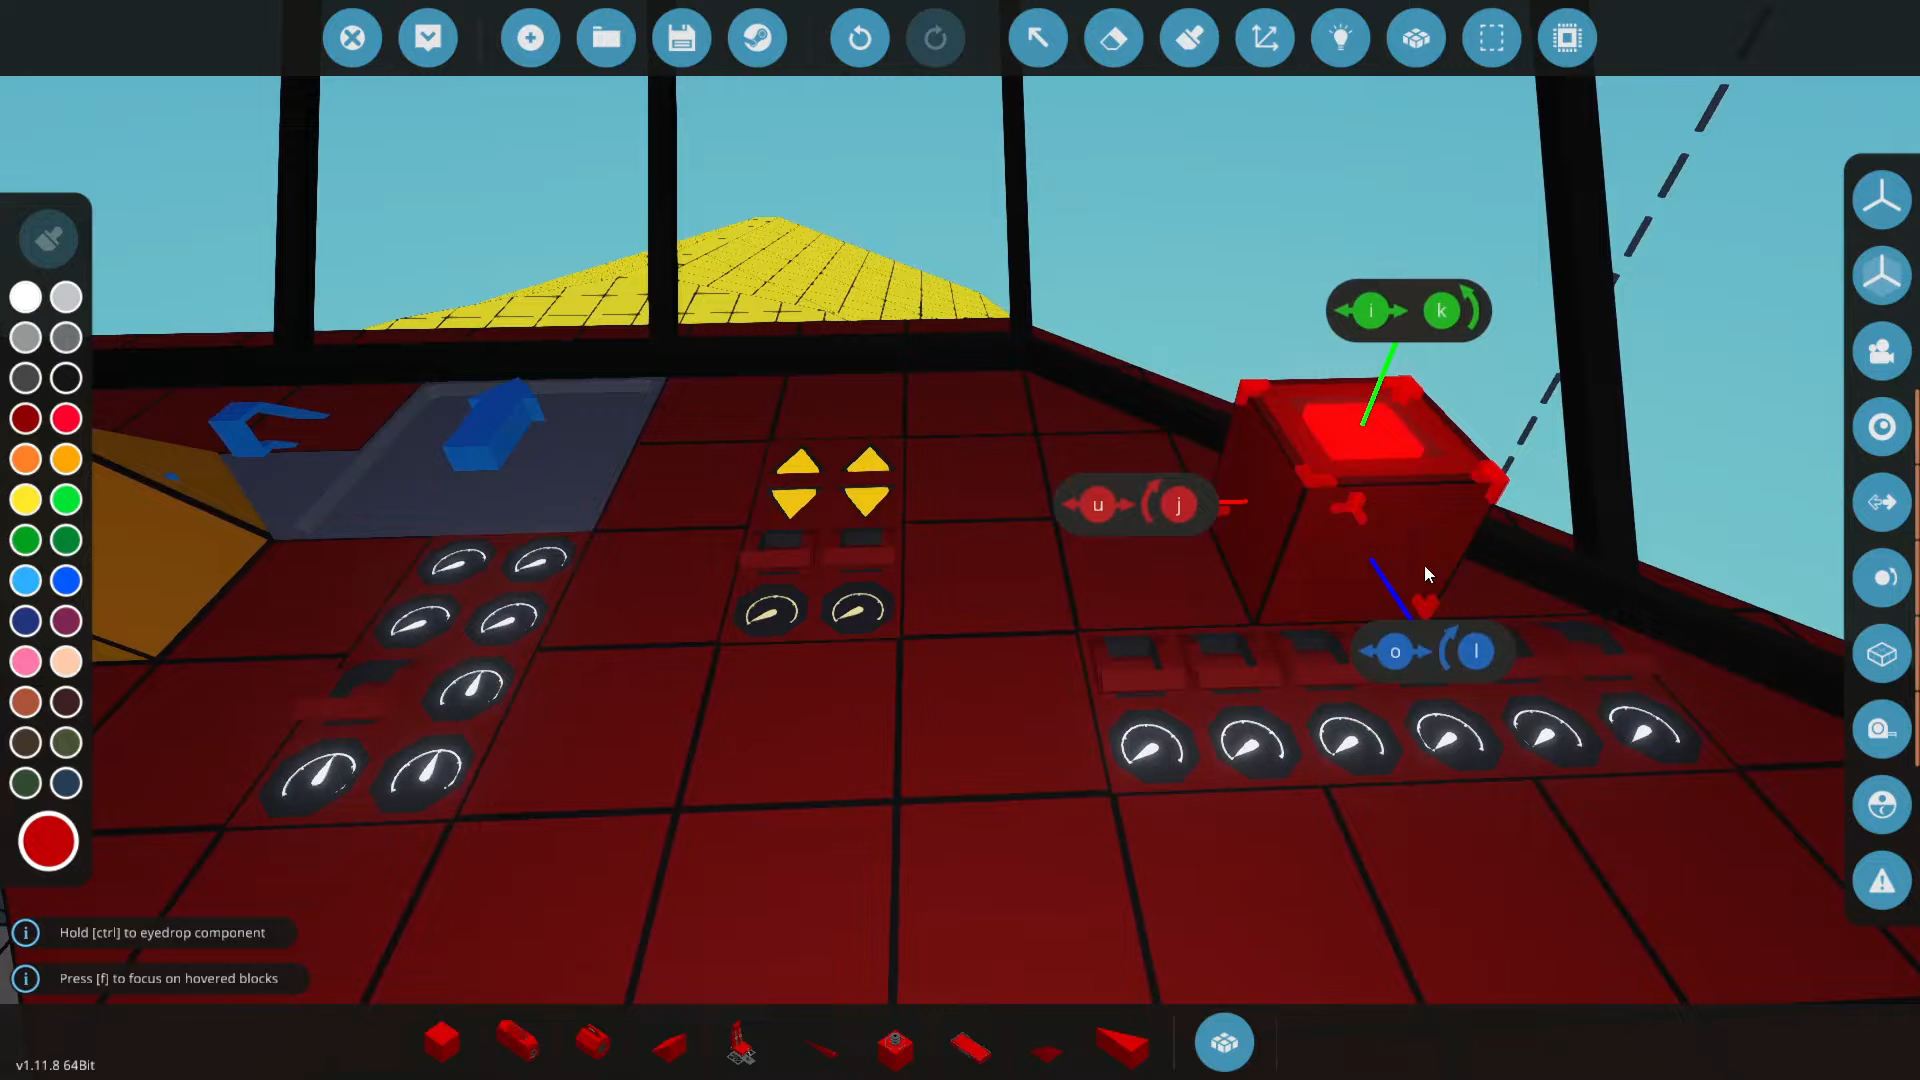 i k
u j
o l
Hold [ctrl] to eyedrop component
Press [f] to focus on hovered blocks
v1.11.8 64Bit